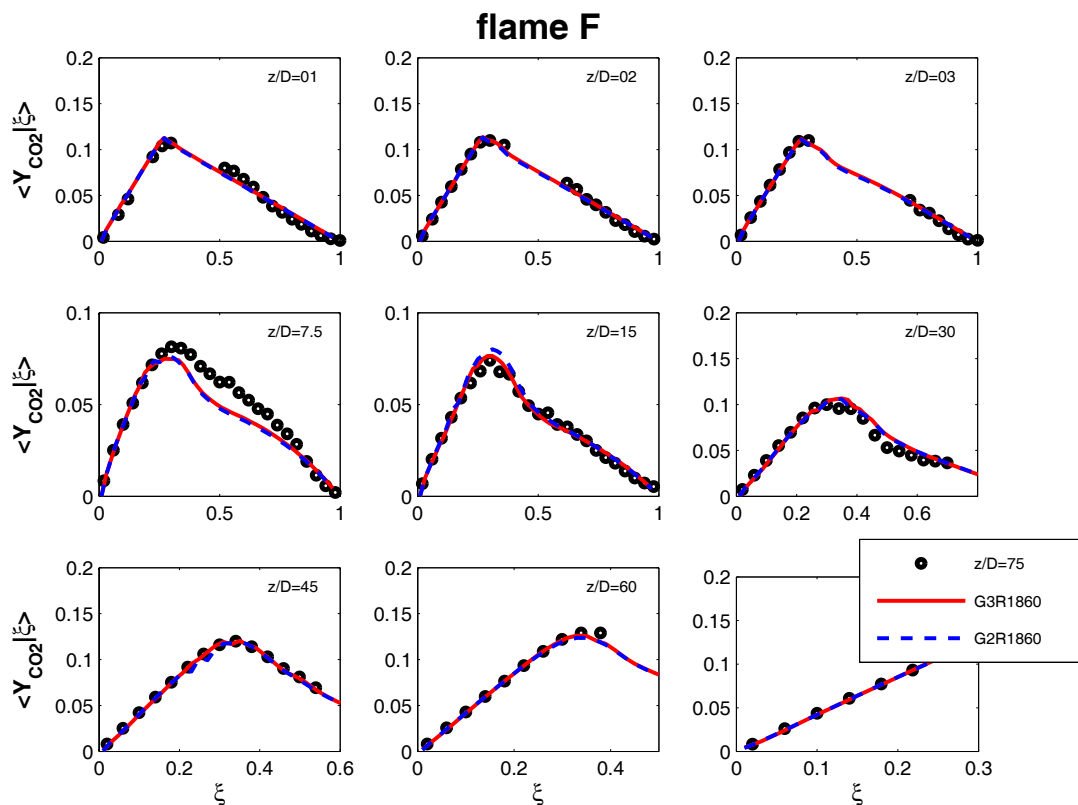 flame F
<Y_CO2|ξ>
z/D=01
0.2
0.15
0.1
0.05
0
0 0.5 1
z/D=02
0.2
0.15
0.1
0.05
0
0 0.5 1
z/D=03
0.2
0.15
0.1
0.05
0
0 0.5 1
<Y_CO2|ξ>
z/D=7.5
0.1
0.05
0
0 0.5 1
z/D=15
0.1
0.05
0
0 0.5 1
z/D=30
0.2
0.15
0.1
0.05
0
0 0.2 0.4 0.6
<Y_CO2|ξ>
z/D=45
0.2
0.15
0.1
0.05
0
0 0.2 0.4 0.6
ξ
z/D=60
0.2
0.15
0.1
0.05
0
0 0.2 0.4
ξ
z/D=75
G3R1860
G2R1860
0.2
0.15
0.1
0.05
0
0 0.1 0.2 0.3
ξ